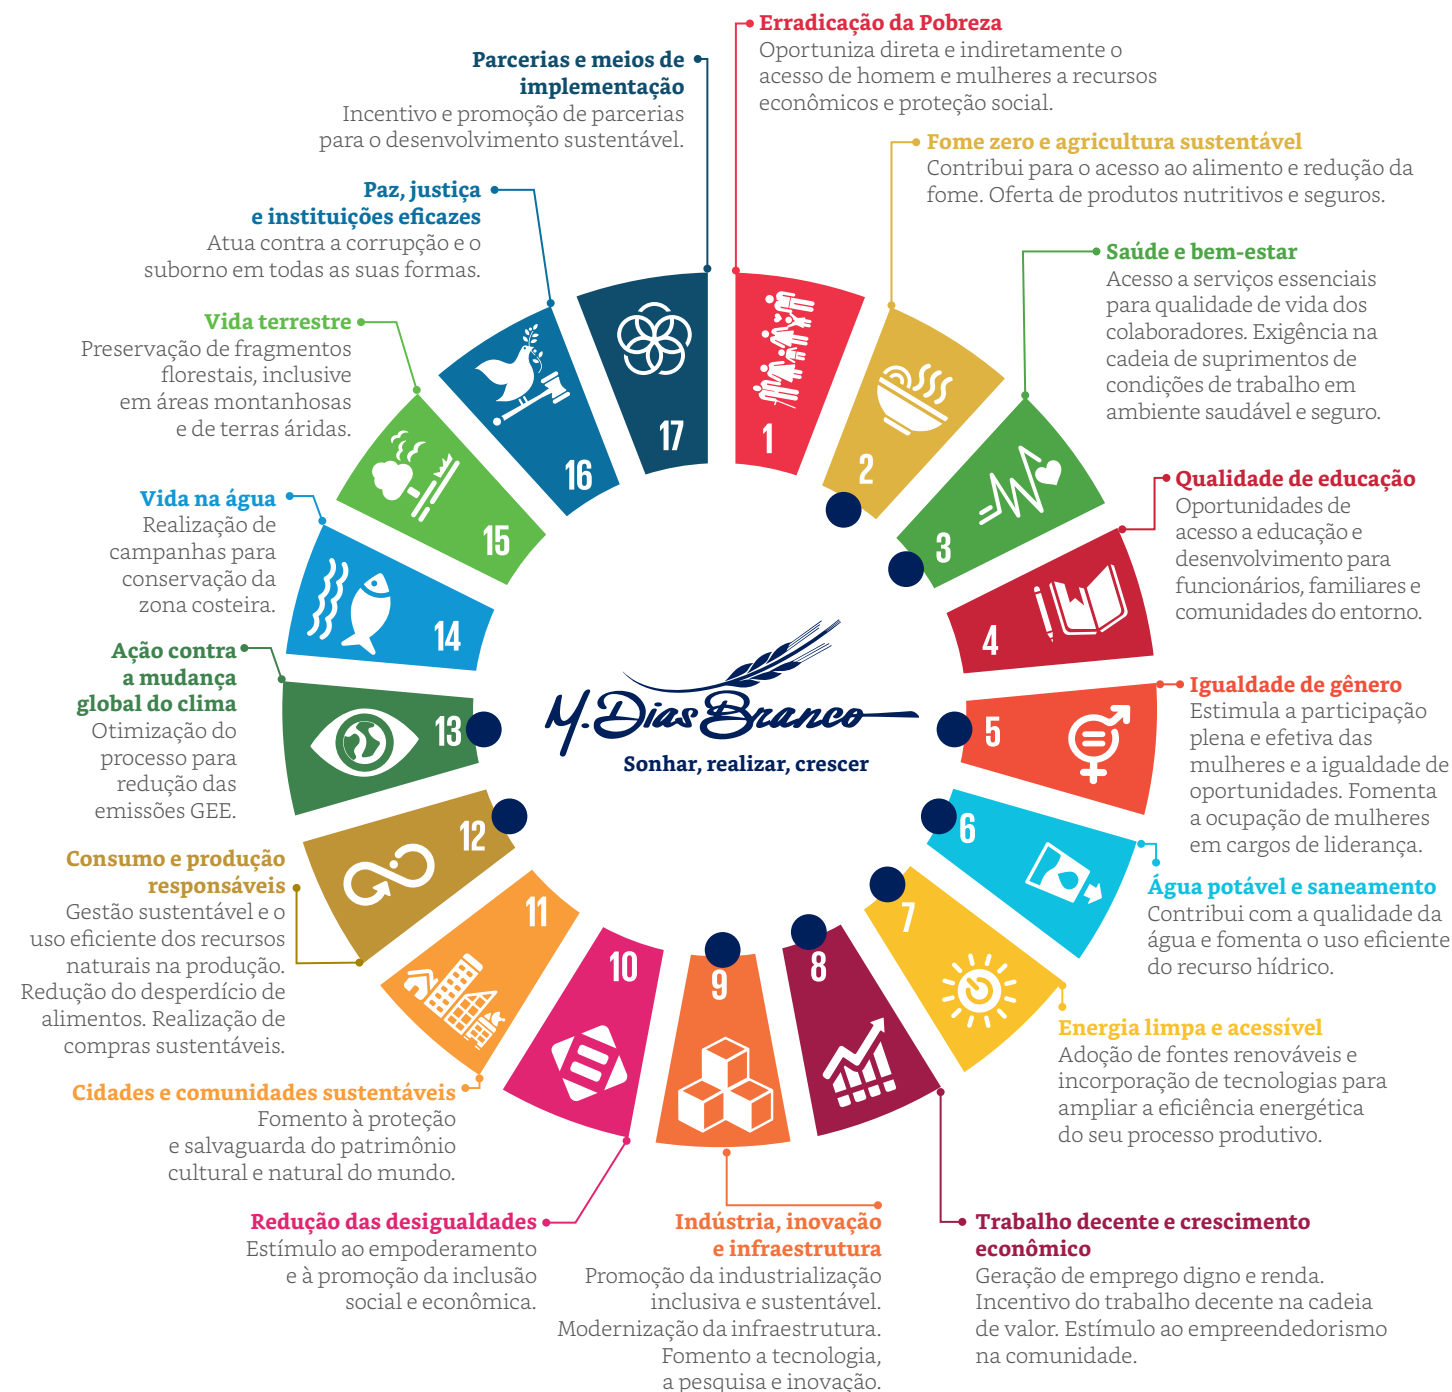 Erradicação da Pobreza
Oportuniza direta e indiretamente o
acesso de homem e mulheres a recursos
econômicos e proteção social.
Fome zero e agricultura sustentável
Contribui para o acesso ao alimento e redução da
fome. Oferta de produtos nutritivos e seguros.
Saúde e bem-estar
Acesso a serviços essenciais
para qualidade de vida dos
colaboradores. Exigência na
cadeia de suprimentos de
condições de trabalho em
ambiente saudável e seguro.
Qualidade de educação
Oportunidades de
acesso a educação e
desenvolvimento para
funcionários, familiares e
comunidades do entorno.
Igualdade de gênero
Estimula a participação
plena e efetiva das
mulheres e a igualdade de
oportunidades. Fomenta
a ocupação de mulheres
em cargos de liderança.
Água potável e saneamento
Contribui com a qualidade da
água e fomenta o uso eficiente
do recurso hídrico.
Energia limpa e acessível
Adoção de fontes renováveis e
incorporação de tecnologias para
ampliar a eficiência energética
do seu processo produtivo.
Trabalho decente e crescimento
econômico
Geração de emprego digno e renda.
Incentivo do trabalho decente na cadeia
de valor. Estímulo ao empreendedorismo
na comunidade.
Indústria, inovação
e infraestrutura
Promoção da industrialização
inclusiva e sustentável.
Modernização da infraestrutura.
Fomento a tecnologia,
a pesquisa e inovação.
Redução das desigualdades
Estímulo ao empoderamento
e à promoção da inclusão
social e econômica.
Cidades e comunidades sustentáveis
Fomento à proteção
e salvaguarda do patrimônio
cultural e natural do mundo.
Consumo e produção
responsáveis
Gestão sustentável e o
uso eficiente dos recursos
naturais na produção.
Redução do desperdício de
alimentos. Realização de
compras sustentáveis.
Ação contra
a mudança
global do clima
Otimização do
processo para
redução das
emissões GEE.
Vida na água
Realização de
campanhas para
conservação da
zona costeira.
Vida terrestre
Preservação de fragmentos
florestais, inclusive
em áreas montanhosas
e de terras áridas.
Paz, justiça
e instituições eficazes
Atua contra a corrupção e o
suborno em todas as suas formas.
Parcerias e meios de
implementação
Incentivo e promoção de parcerias
para o desenvolvimento sustentável.
1
2
3
4
5
6
7
8
9
10
11
12
13
14
15
16
17
M. Dias Branco
Sonhar, realizar, crescer